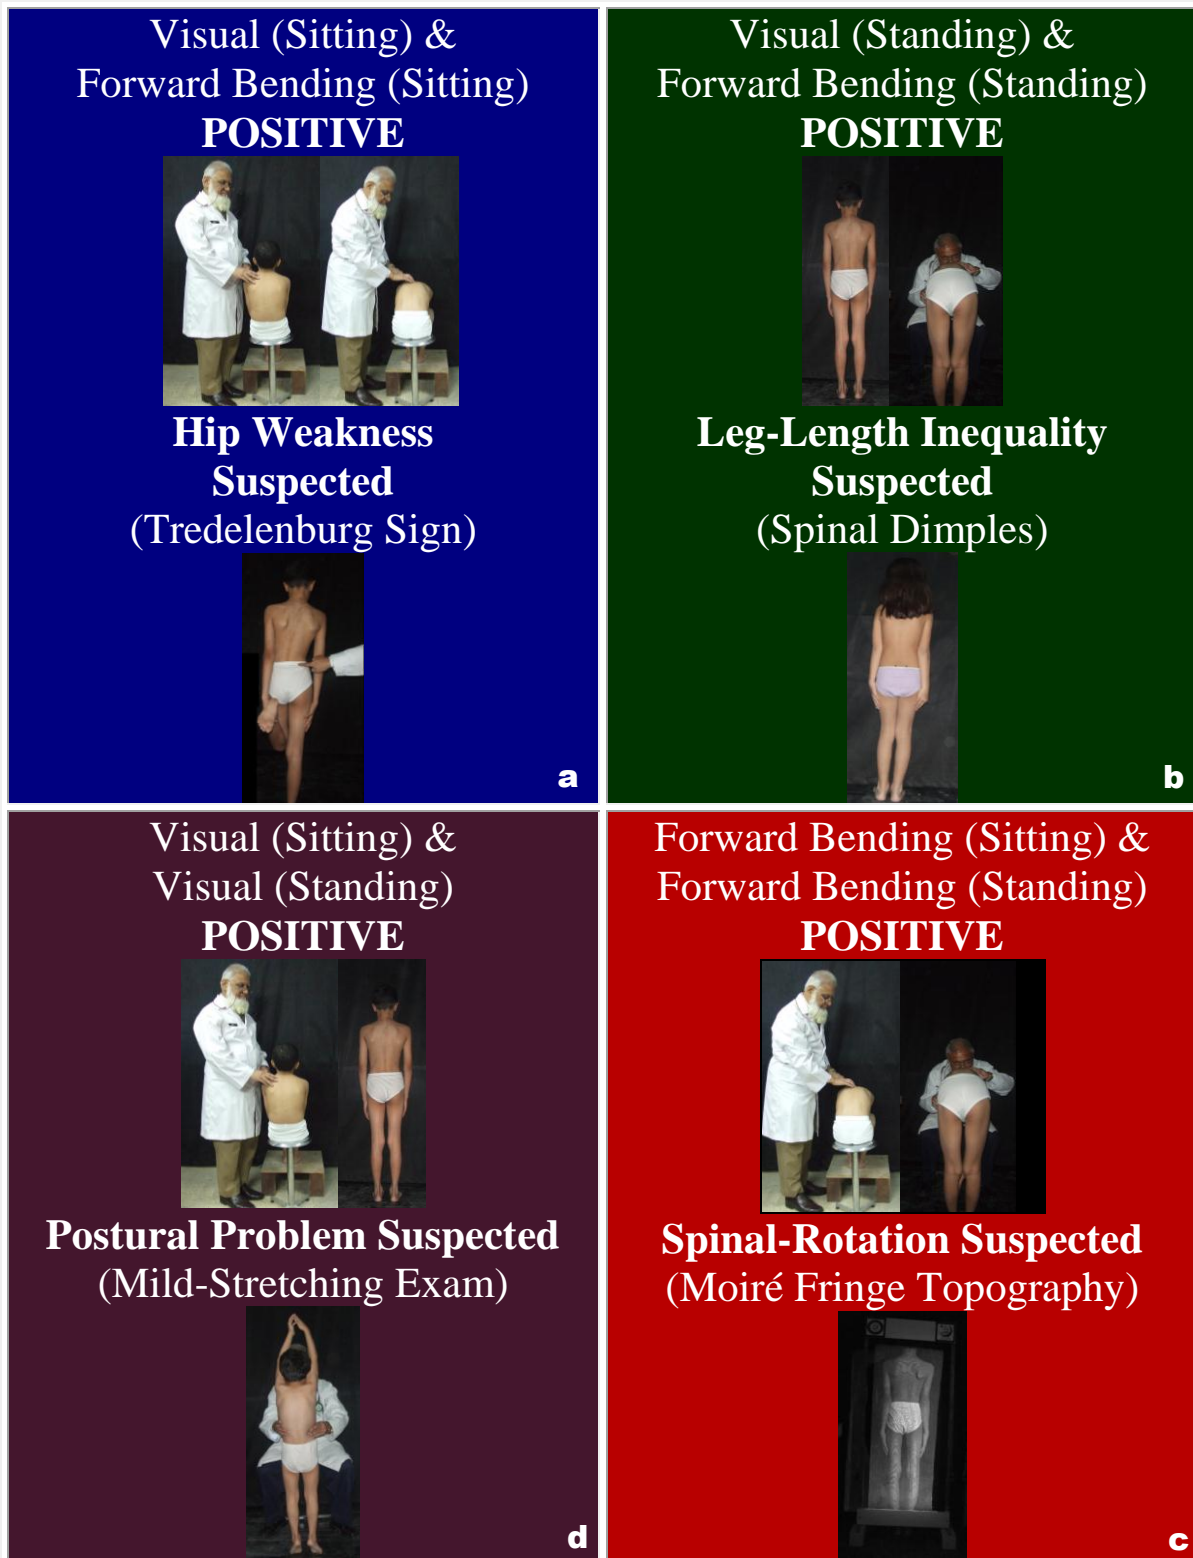 Visual (Sitting) &
Forward Bending (Sitting)
POSITIVE
Hip Weakness
Suspected
(Tredelenburg Sign)
a
Visual (Standing) &
Forward Bending (Standing)
POSITIVE
Leg-Length Inequality
Suspected
(Spinal Dimples)
b
Visual (Sitting) &
Visual (Standing)
POSITIVE
Postural Problem Suspected
(Mild-Stretching Exam)
d
Forward Bending (Sitting) &
Forward Bending (Standing)
POSITIVE
Spinal-Rotation Suspected
(Moiré Fringe Topography)
c